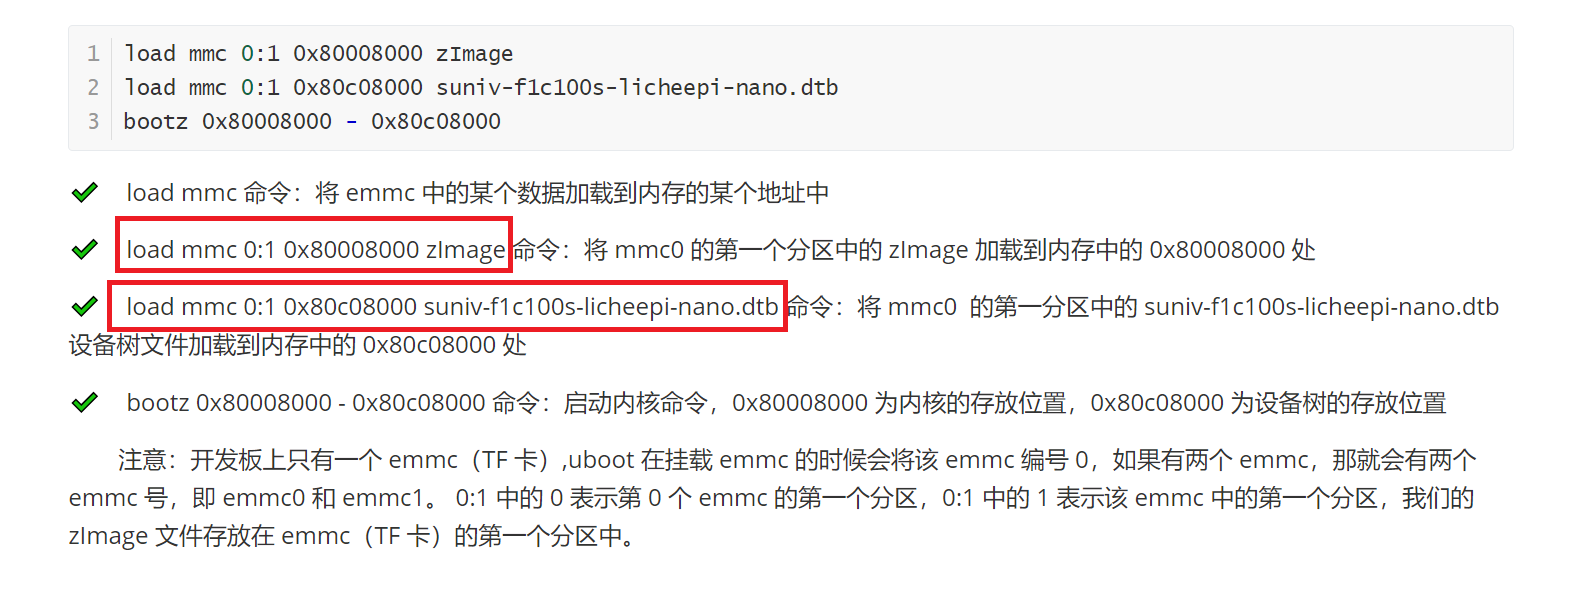 1 load mmc 0:1 0x80008000 zImage
2 load mmc 0:1 0x80c08000 suniv-f1c100s-licheepi-nano.dtb
3 bootz 0x80008000 - 0x80c08000
load mmc 命令：将 emmc 中的某个数据加载到内存的某个地址中
load mmc 0:1 0x80008000 zImage 命令：将 mmc0 的第一个分区中的 zImage 加载到内存中的 0x80008000 处
load mmc 0:1 0x80c08000 suniv-f1c100s-licheepi-nano.dtb 命令：将 mmc0 的第一分区中的 suniv-f1c100s-licheepi-nano.dtb
设备树文件加载到内存中的 0x80c08000 处
bootz 0x80008000 - 0x80c08000 命令：启动内核命令，0x80008000 为内核的存放位置，0x80c08000 为设备树的存放位置
注意：开发板上只有一个 emmc（TF 卡）,uboot 在挂载 emmc 的时候会将该 emmc 编号 0，如果有两个 emmc，那就会有两个
emmc 号，即 emmc0 和 emmc1。 0:1 中的 0 表示第 0 个 emmc 的第一个分区，0:1 中的 1 表示该 emmc 中的第一个分区，我们的
zImage 文件存放在 emmc（TF 卡）的第一个分区中。